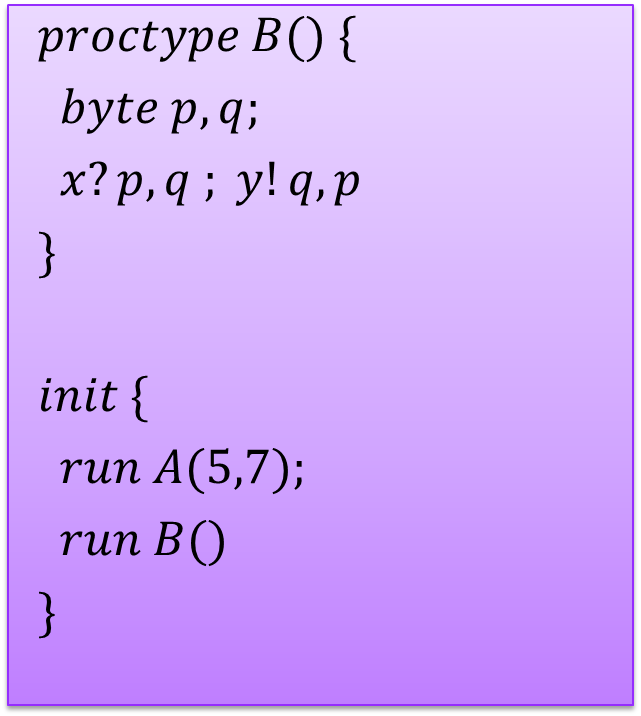 proctype B() {
byte p, q;
x? p, q ; y! q, p
}
init {
run A(5,7);
run B()
}